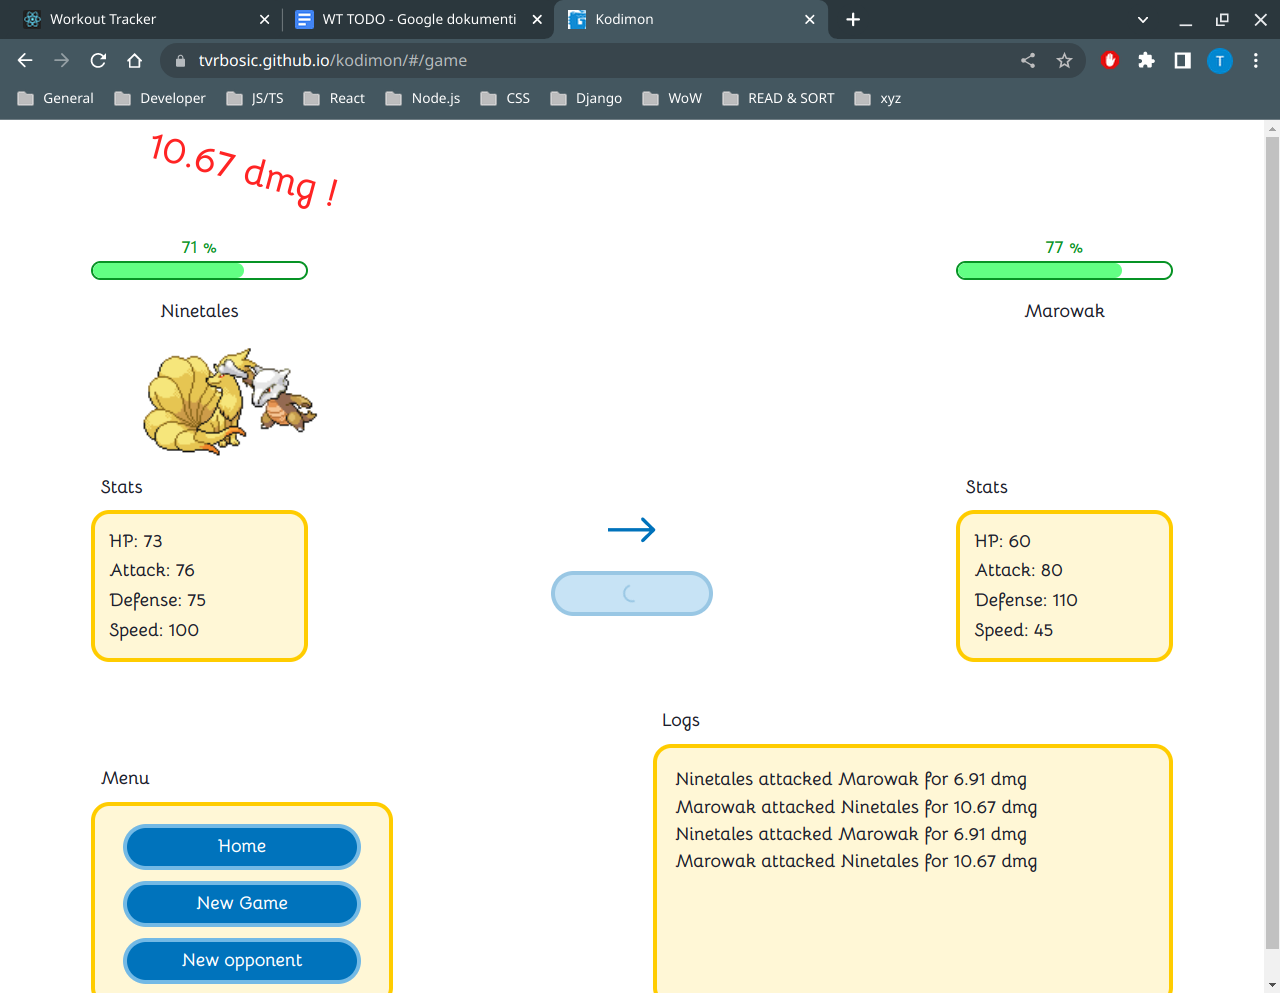 Workout Tracker
WT TODO - Google dokumenti
Kodimon
tvrbosic.github.io/kodimon/#/game
T
General
Developer
JS/TS
React
Node.js
CSS
Django
WoW
READ & SORT
xyz
10.67 dmg !
71 %
77 %
Ninetales
Marowak
Stats
HP: 73
Attack: 76
Defense: 75
Speed: 100
Stats
HP: 60
Attack: 80
Defense: 110
Speed: 45
Logs
Ninetales attacked Marowak for 6.91 dmg
Marowak attacked Ninetales for 10.67 dmg
Ninetales attacked Marowak for 6.91 dmg
Marowak attacked Ninetales for 10.67 dmg
Menu
Home
New Game
New opponent